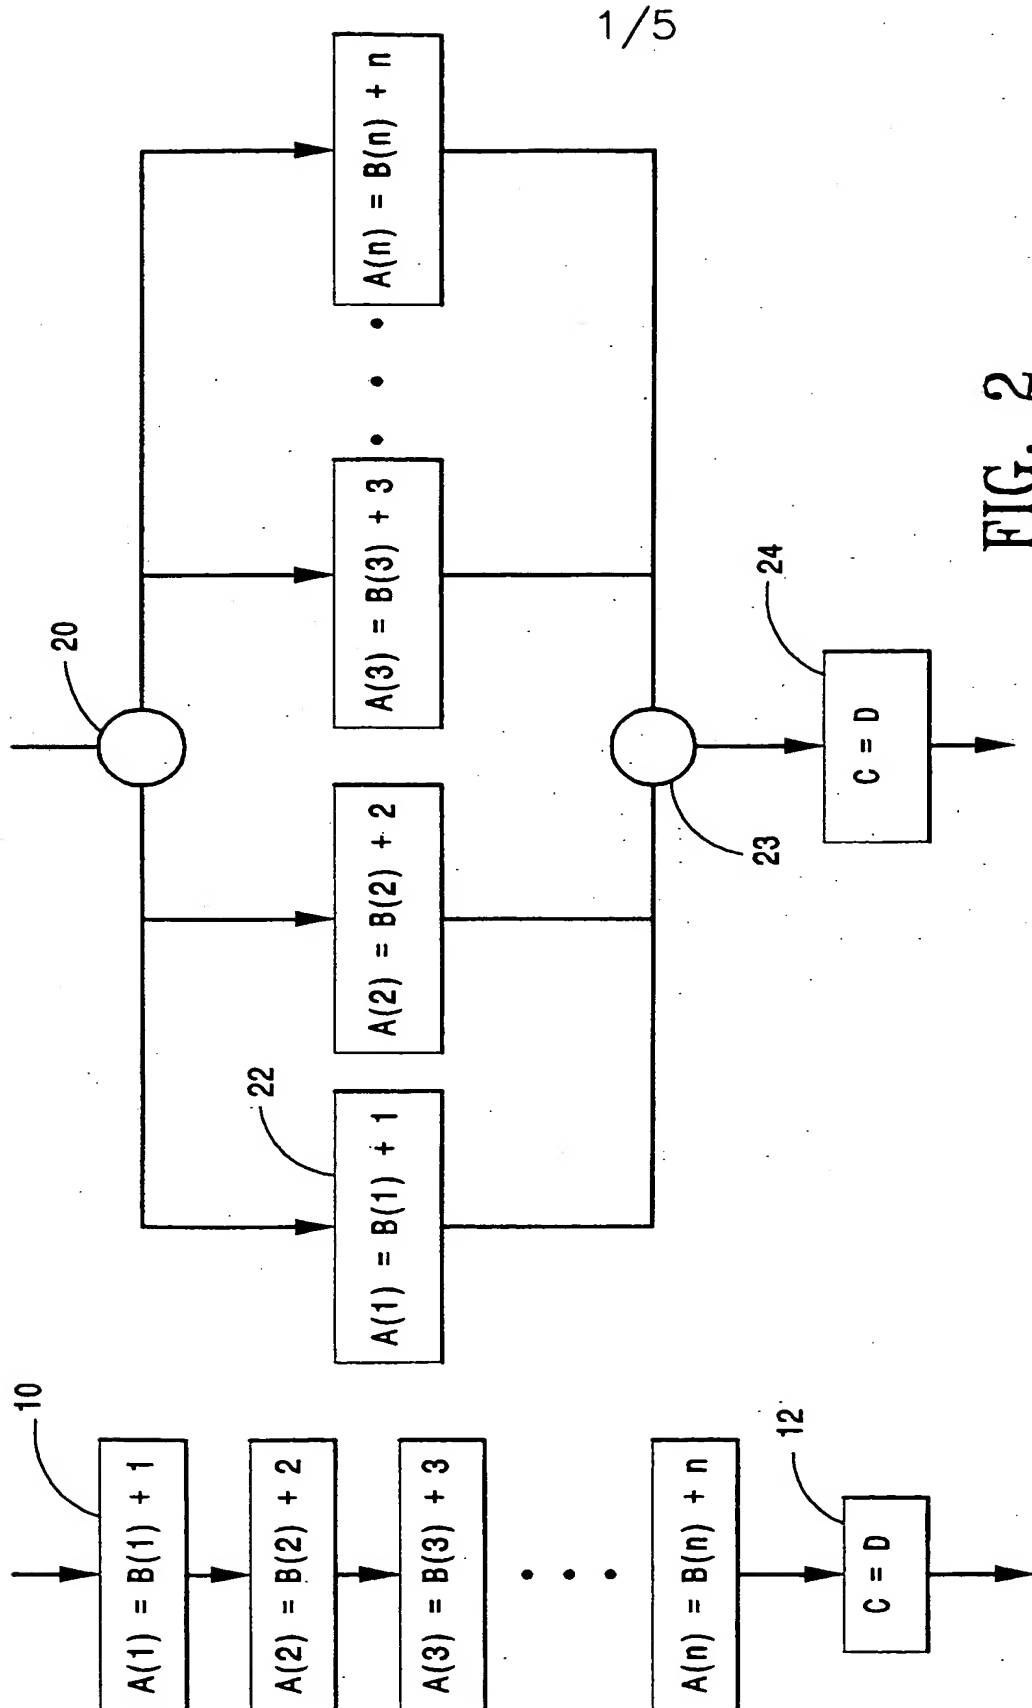 1/5
10
A(1) = B(1) + 1
A(2) = B(2) + 2
A(3) = B(3) + 3
A(n) = B(n) + n
12
C = D
20
22
A(1) = B(1) + 1
A(2) = B(2) + 2
A(3) = B(3) + 3
A(n) = B(n) + n
23
24
C = D
FIG. 2